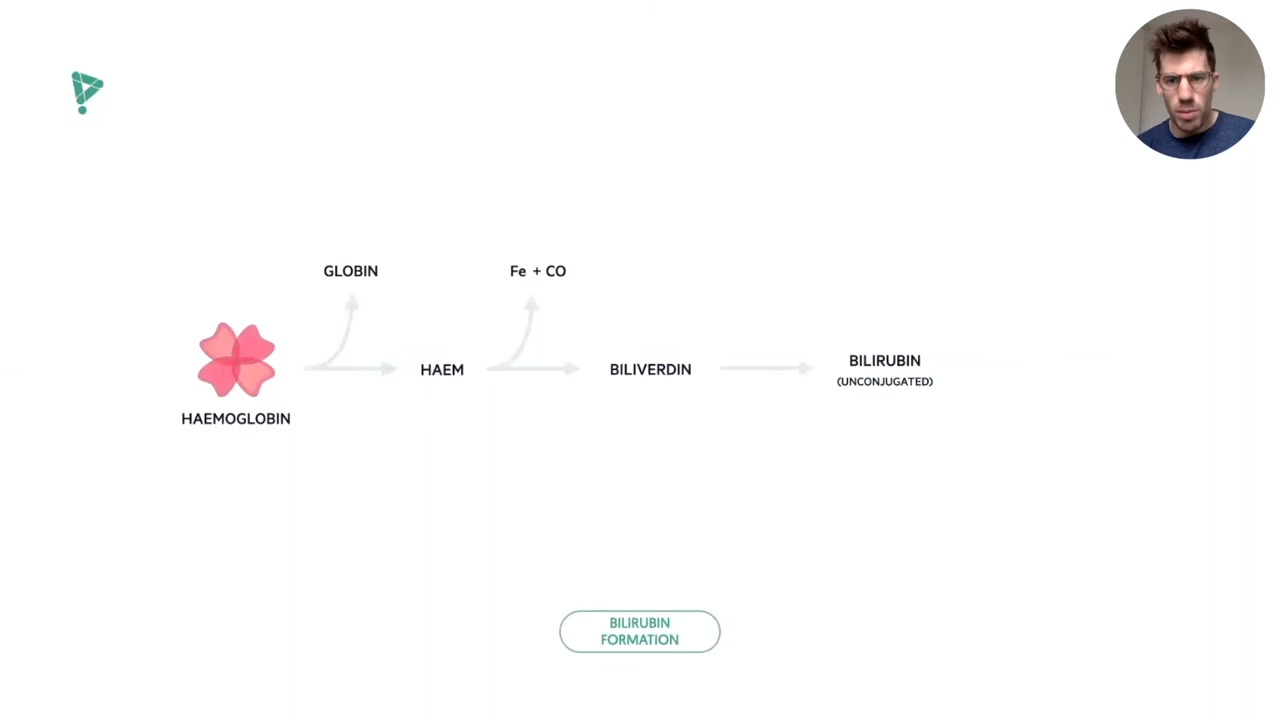 GLOBIN
Fe + CO
HAEM
BILIVERDIN
BILIRUBIN
(UNCONJUGATED)
HAEMOGLOBIN
BILIRUBIN
FORMATION